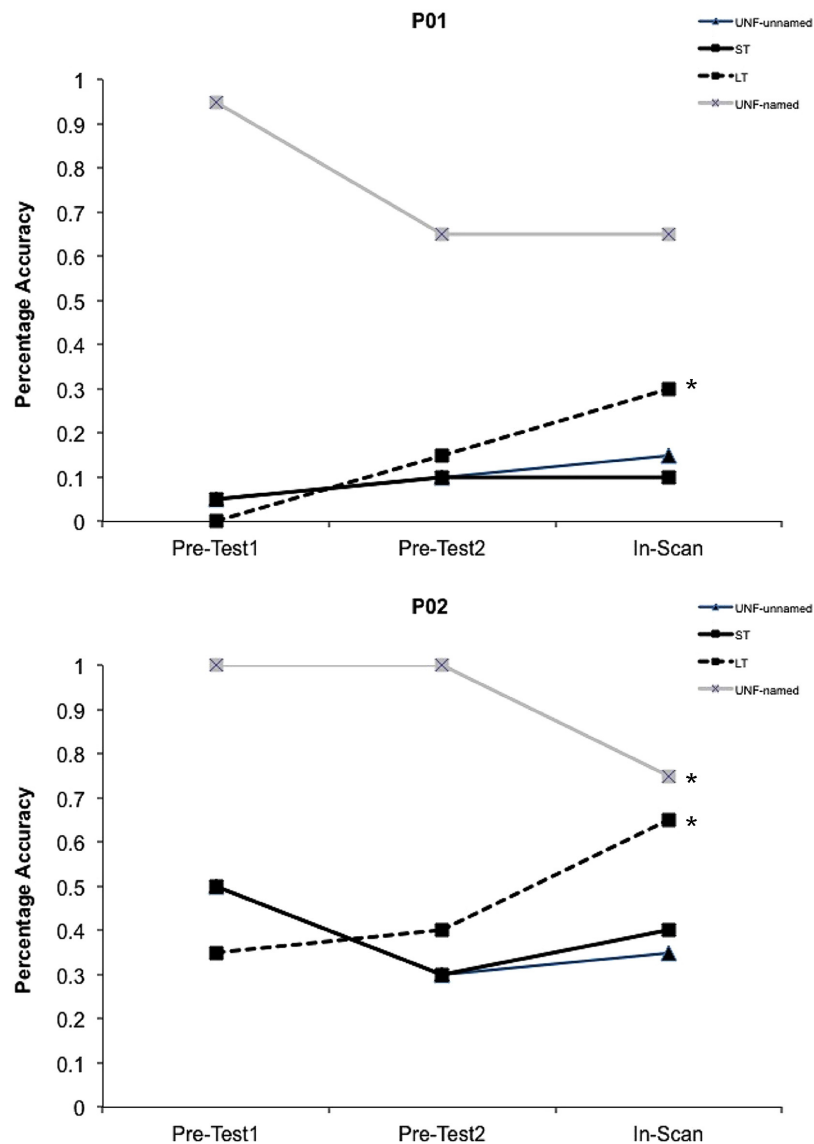 P01
UNF-unnamed
ST
LT
UNF-named
Percentage Accuracy
1
0.9
0.8
0.7
0.6
0.5
0.4
0.3
0.2
0.1
0
*
Pre-Test1 Pre-Test2 In-Scan
P02
UNF-unnamed
ST
LT
UNF-named
Percentage Accuracy
1
0.9
0.8
0.7
0.6
0.5
0.4
0.3
0.2
0.1
0
*
*
Pre-Test1 Pre-Test2 In-Scan